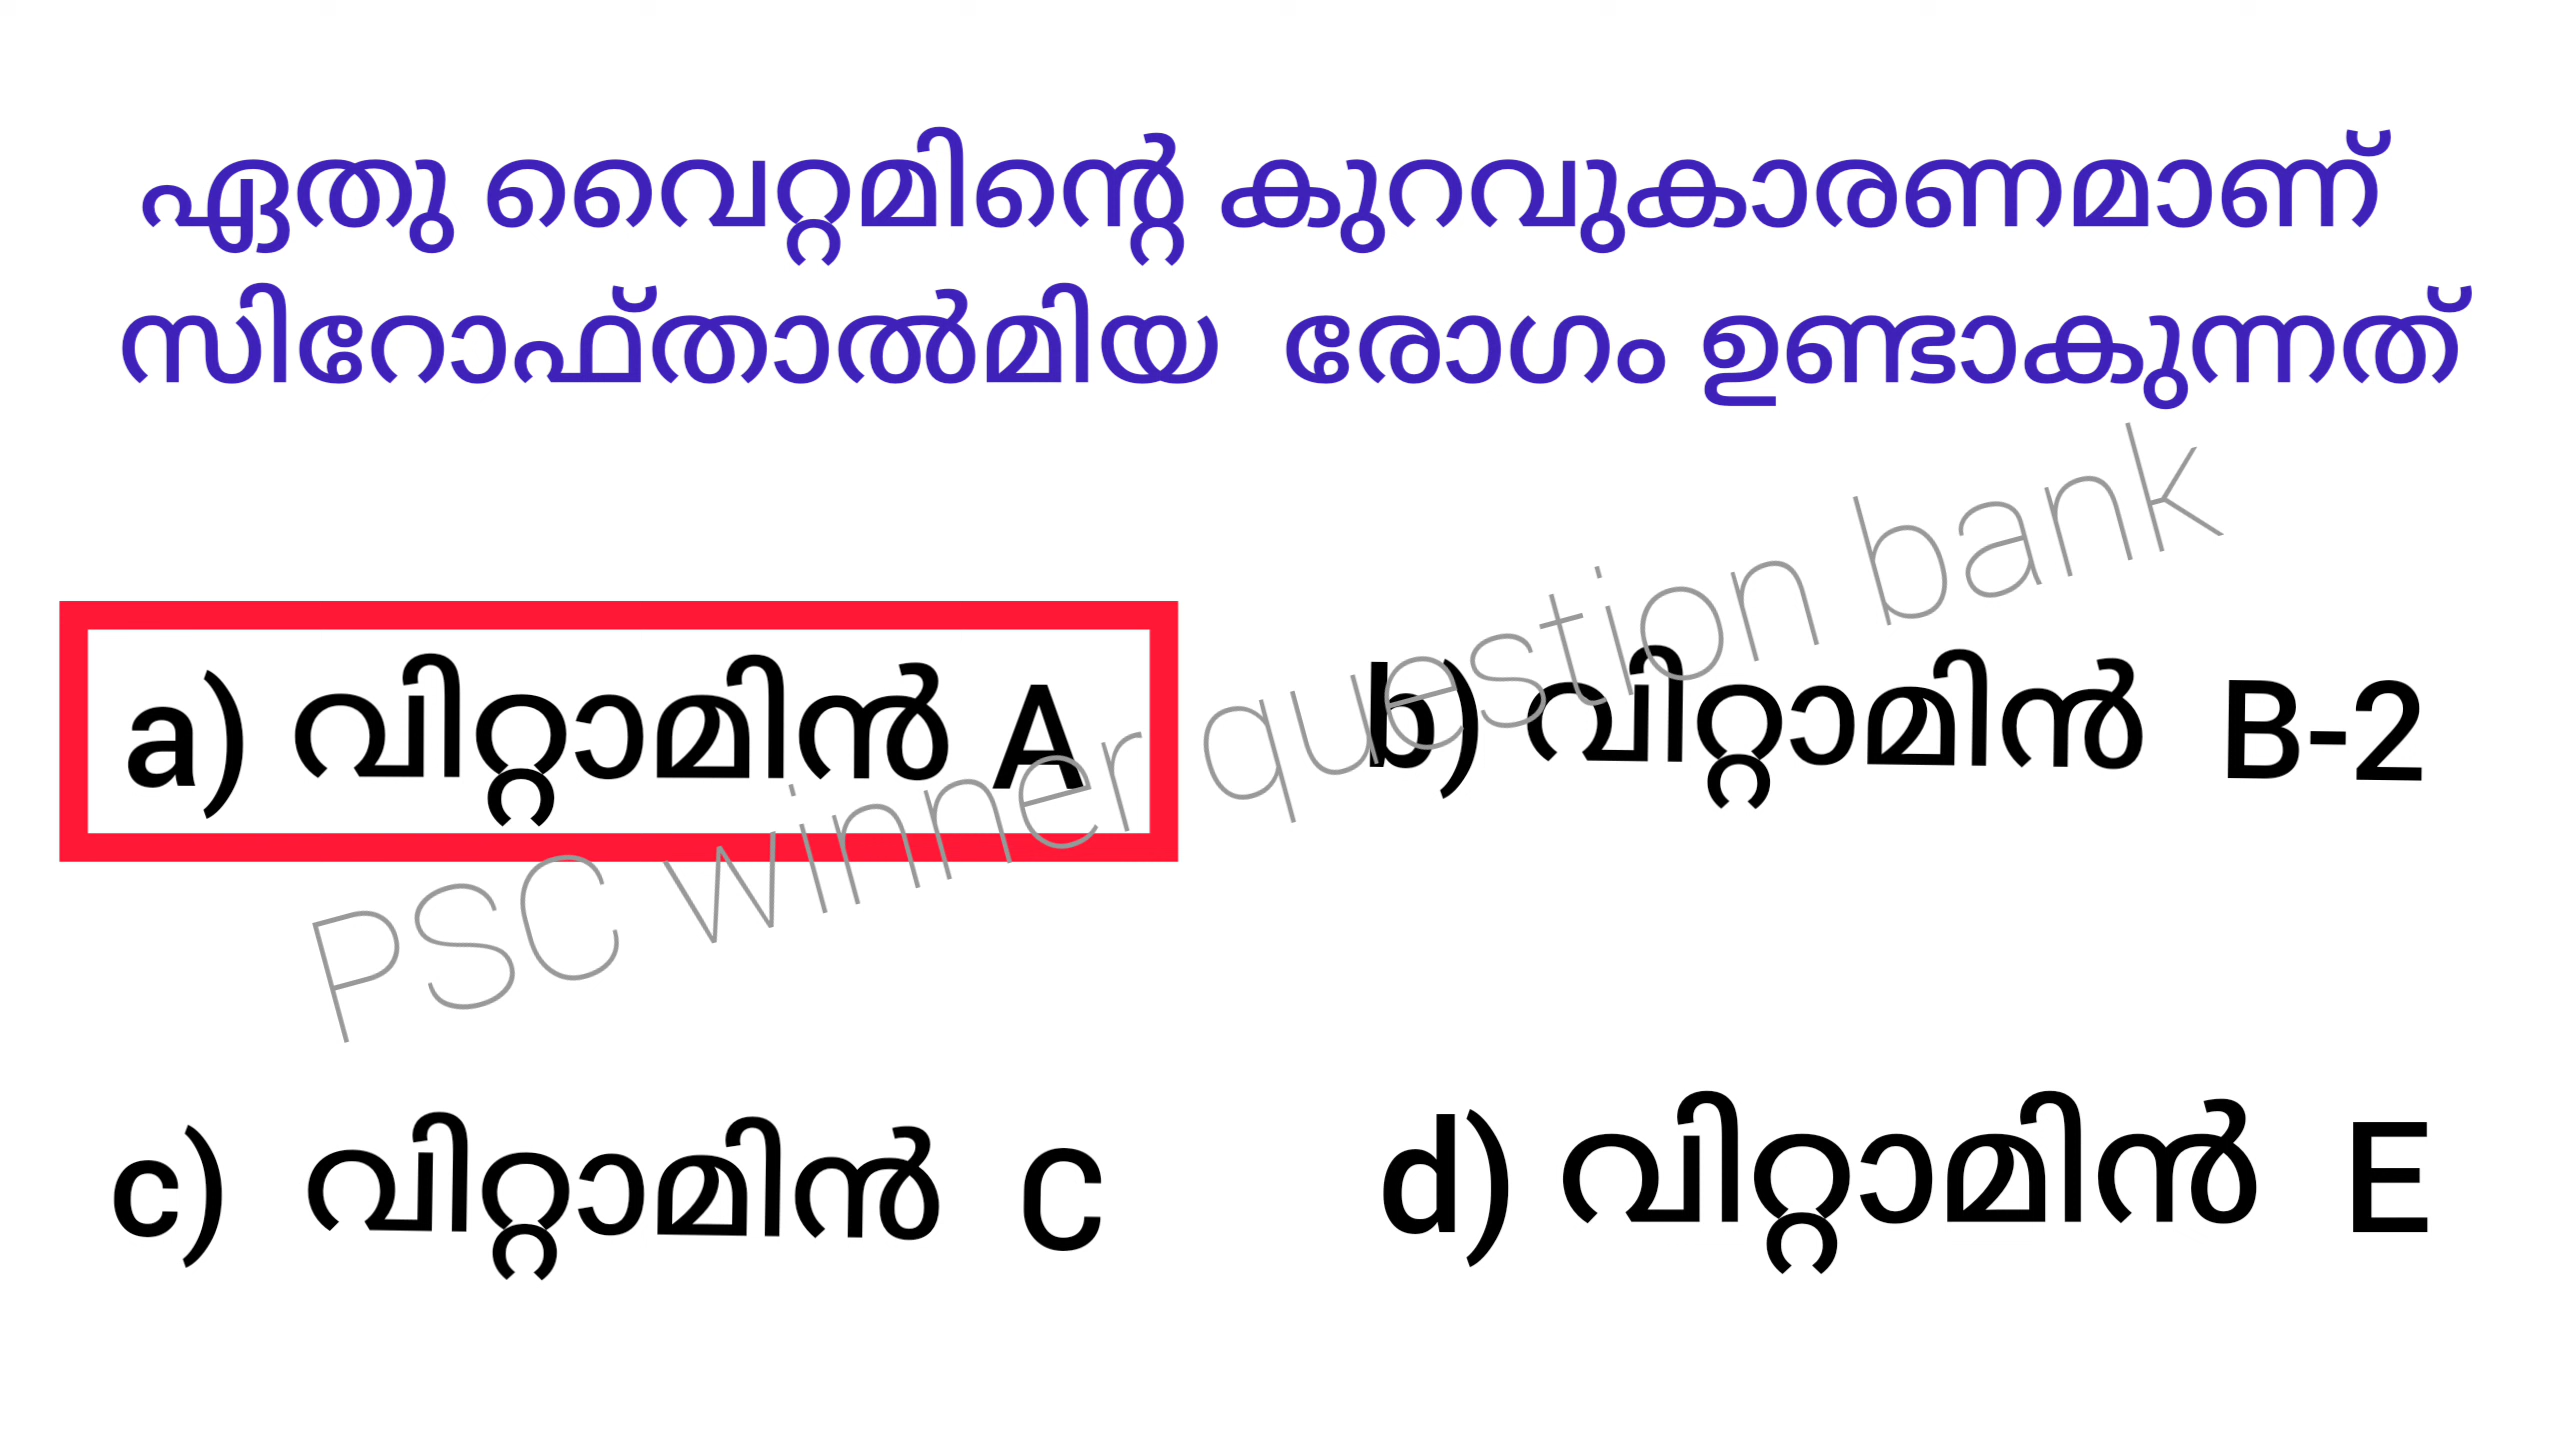 ഏതു വൈറ്റമിന്റെ കുറവുകാരണമാണ്
സിറോഫ്താൽമിയ രോഗം ഉണ്ടാകുന്നത്
a) വിറ്റാമിൻ A
b) വിറ്റാമിൻ B-2
PSC winner question bank
c) വിറ്റാമിൻ C
d) വിറ്റാമിൻ E